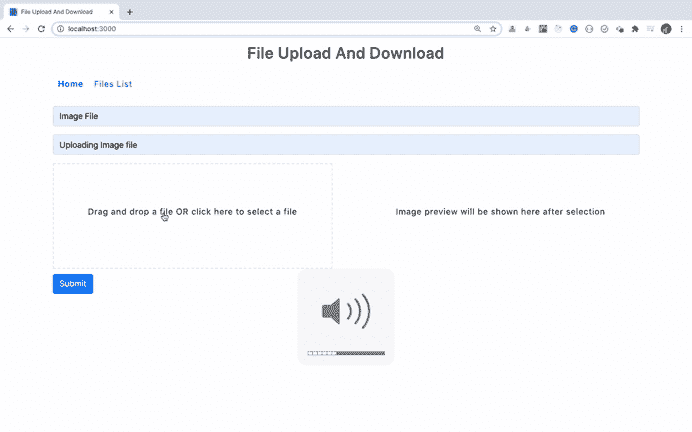 File Upload And Download
localhost:3000
File Upload And Download
Home Files List
Image File
Uploading Image file
Drag and drop a file OR click here to select a file
Image preview will be shown here after selection
Submit